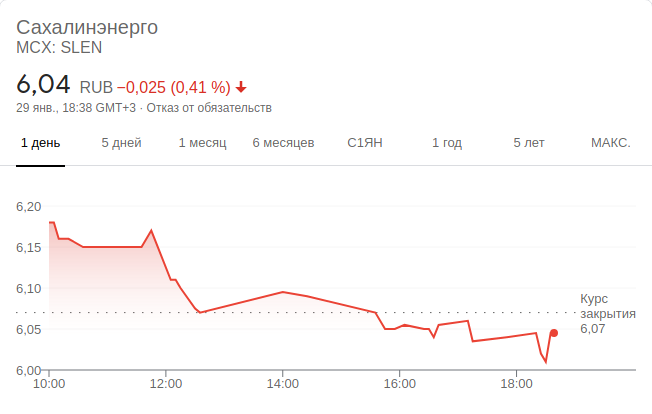 Сахалинэнерго
MCX: SLEN
6,04 RUB −0,025 (0,41 %)
29 янв., 18:38 GMT+3 · Отказ от обязательств
1 день 5 дней 1 месяц 6 месяцев С1ЯН 1 год 5 лет МАКС.
6,20
6,15
6,10
6,05
6,00
Курс
закрытия
6,07
10:00 12:00 14:00 16:00 18:00